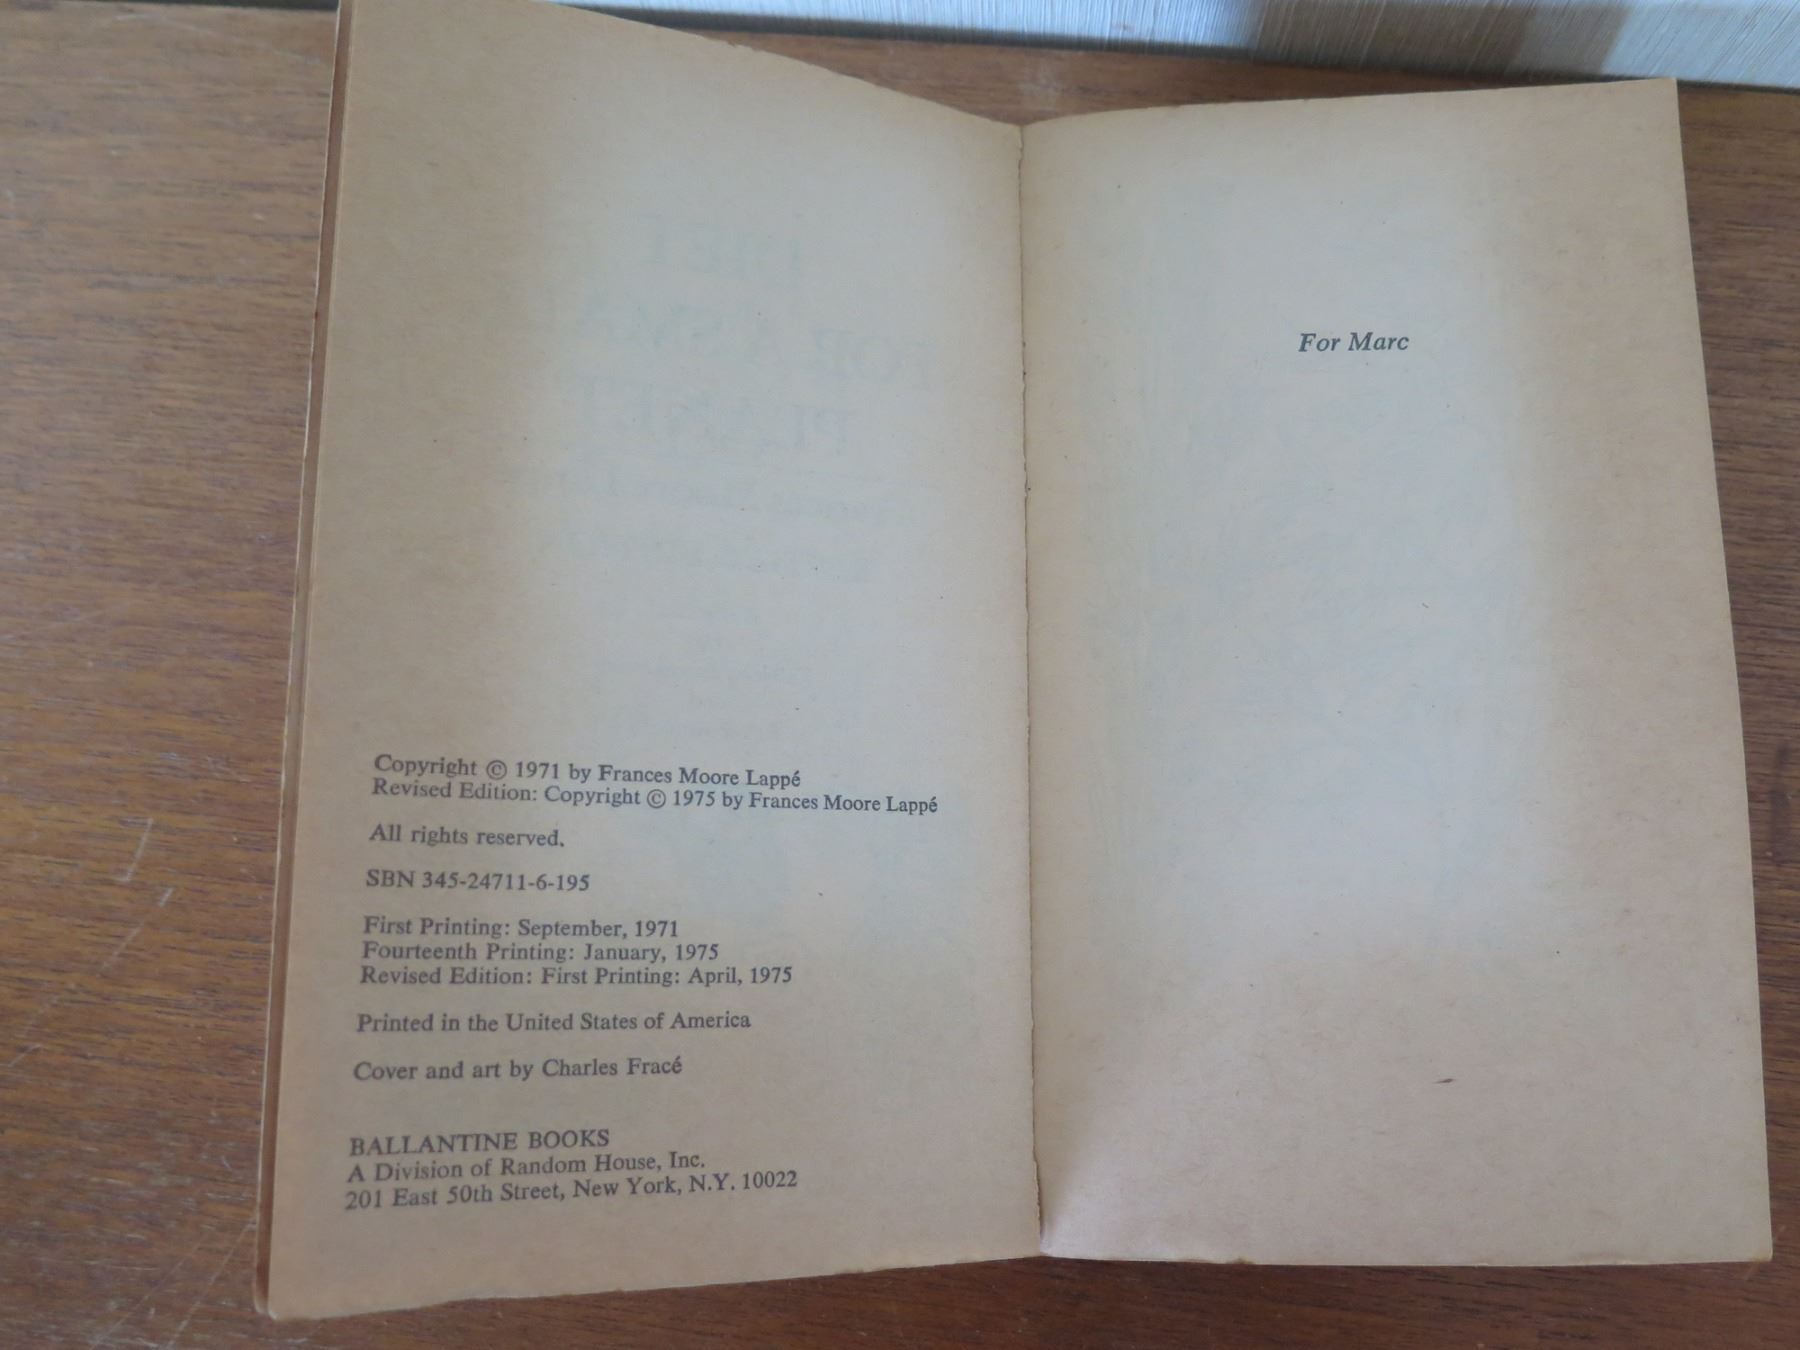 Copyright © 1971 by Frances Moore Lappé
Revised Edition: Copyright © 1975 by Frances Moore Lappé
All rights reserved.
SBN 345-24711-6-195
First Printing: September, 1971
Fourteenth Printing: January, 1975
Revised Edition: First Printing: April, 1975
Printed in the United States of America
Cover and art by Charles Fracé
BALLANTINE BOOKS
A Division of Random House, Inc.
201 East 50th Street, New York, N.Y. 10022
For Marc